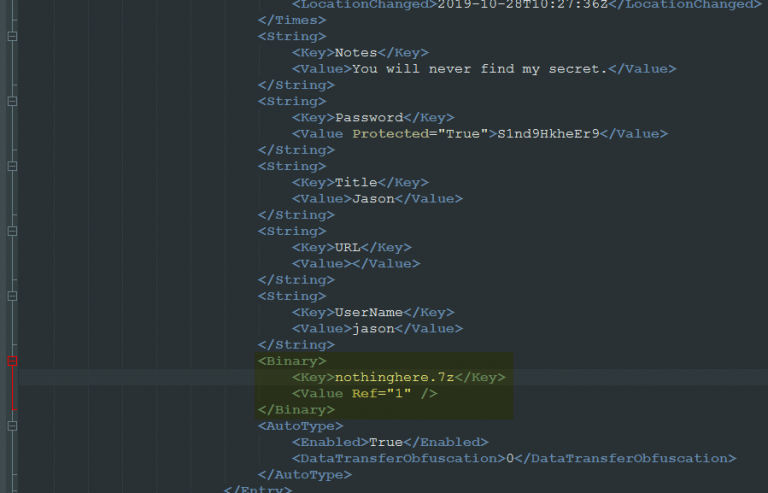 <LocationChanged>2019-10-28T10:27:36Z</LocationChanged>
</Times>
<String>
<Key>Notes</Key>
<Value>You will never find my secret.</Value>
</String>
<String>
<Key>Password</Key>
<Value Protected="True">S1nd9HkheEr9</Value>
</String>
<String>
<Key>Title</Key>
<Value>Jason</Value>
</String>
<String>
<Key>URL</Key>
<Value></Value>
</String>
<String>
<Key>UserName</Key>
<Value>jason</Value>
</String>
<Binary>
<Key>nothinghere.7z</Key>
<Value Ref="1" />
</Binary>
<AutoType>
<Enabled>True</Enabled>
<DataTransferObfuscation>0</DataTransferObfuscation>
</AutoType>
</Entry>